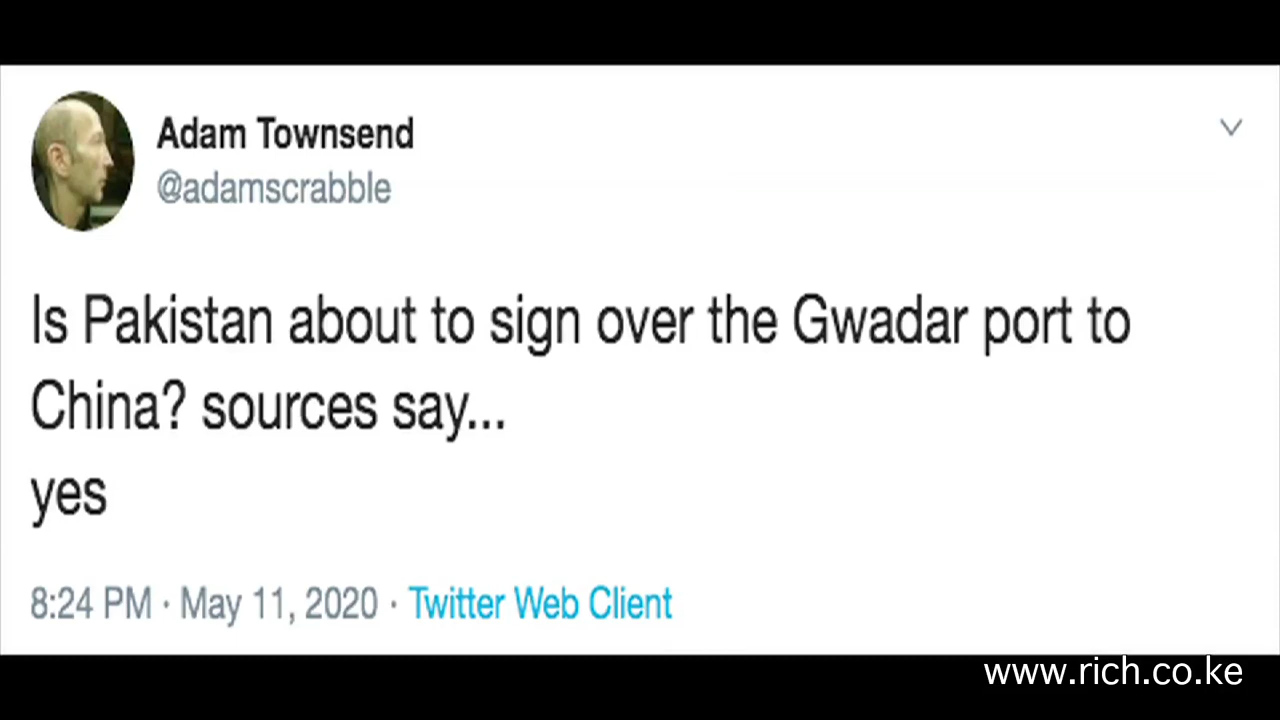 Adam Townsend
@adamscrabble
Is Pakistan about to sign over the Gwadar port to
China? sources say...
yes
8:24 PM · May 11, 2020 · Twitter Web Client
www.rich.co.ke